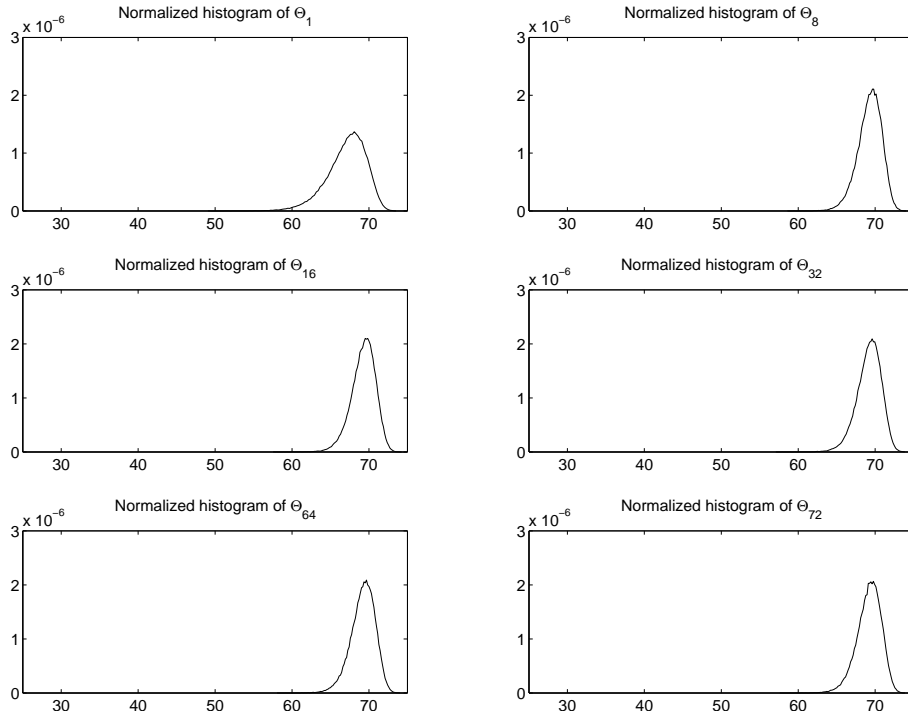 Normalized histogram of Θ₁
x 10⁻⁶
3
2
1
0
30 40 50 60 70
Normalized histogram of Θ₈
x 10⁻⁶
3
2
1
0
30 40 50 60 70
Normalized histogram of Θ₁₆
x 10⁻⁶
3
2
1
0
30 40 50 60 70
Normalized histogram of Θ₃₂
x 10⁻⁶
3
2
1
0
30 40 50 60 70
Normalized histogram of Θ₆₄
x 10⁻⁶
3
2
1
0
30 40 50 60 70
Normalized histogram of Θ₇₂
x 10⁻⁶
3
2
1
0
30 40 50 60 70